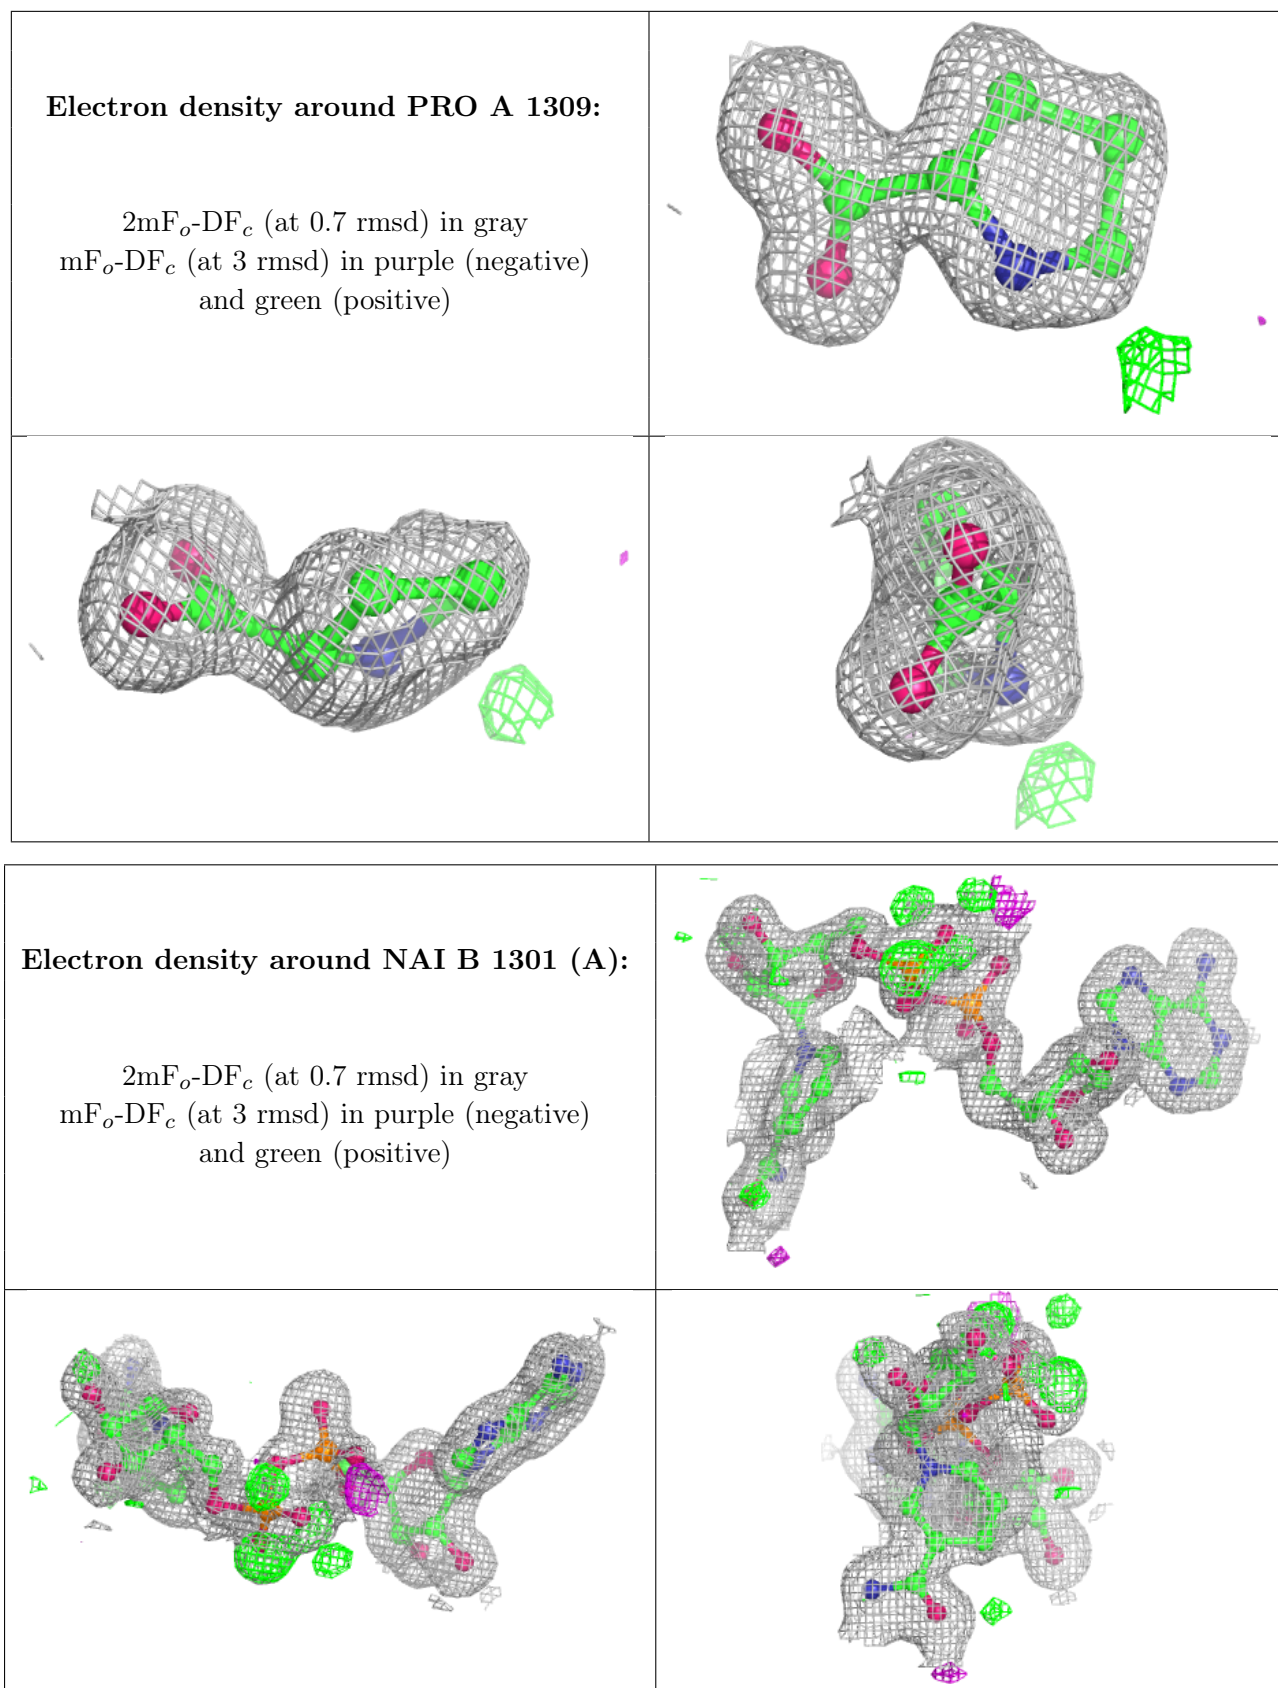 Electron density around PRO A 1309:
2mFo-DFc (at 0.7 rmsd) in gray
mFo-DFc (at 3 rmsd) in purple (negative)
and green (positive)
Electron density around NAI B 1301 (A):
2mFo-DFc (at 0.7 rmsd) in gray
mFo-DFc (at 3 rmsd) in purple (negative)
and green (positive)